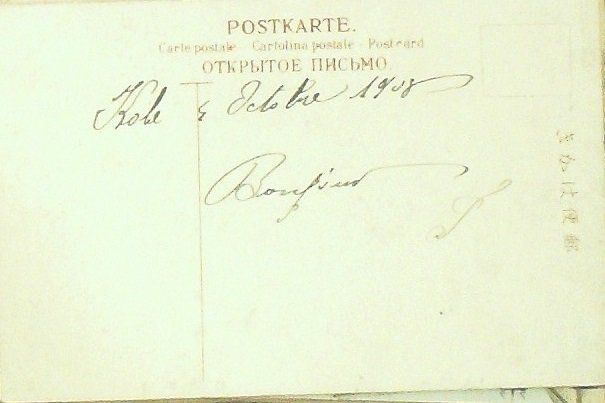 POSTKARTE.
Carte postale Cartolina postale Postcard
ОТКРЫТОЕ ПИСЬМО
Kobe 4 Octobre 1908
Bonjour
T